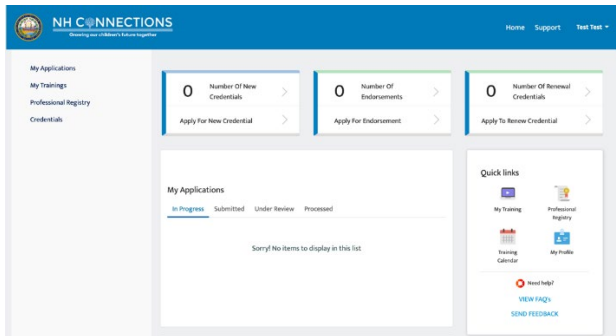 NH CONNECTIONS
Growing our children's future together
Home Support Test Test
My Applications
My Trainings
Professional Registry
Credentials
0 Number Of New Credentials
Apply For New Credential
0 Number Of Endorsements
Apply For Endorsement
0 Number Of Renewal Credentials
Apply To Renew Credential
My Applications
In Progress Submitted Under Review Processed
Sorry! No items to display in this list
Quick links
My Training
Professional Registry
Training Calendar
My Profile
Need help?
VIEW FAQ's
SEND FEEDBACK